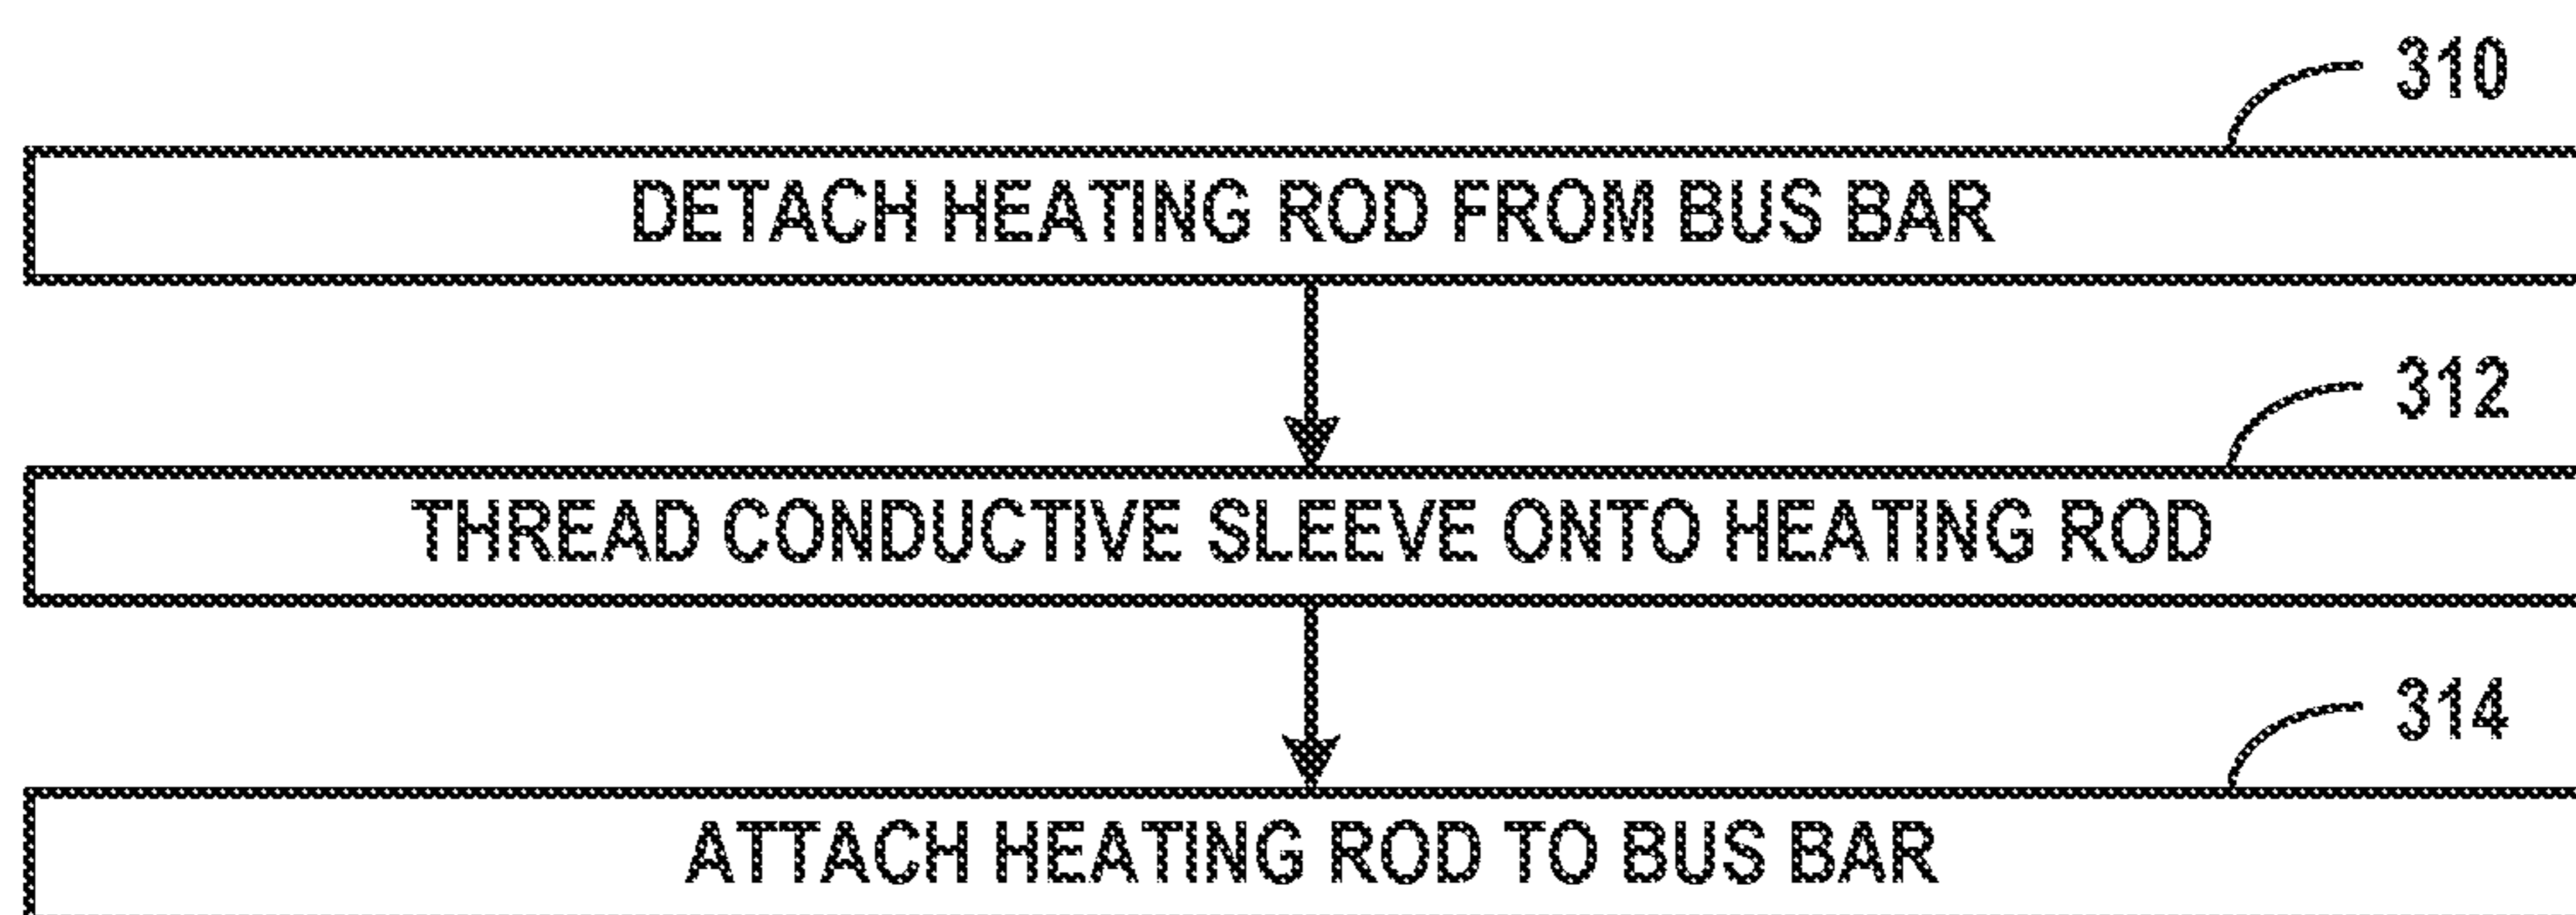 310
DETACH HEATING ROD FROM BUS BAR
312
THREAD CONDUCTIVE SLEEVE ONTO HEATING ROD
314
ATTACH HEATING ROD TO BUS BAR